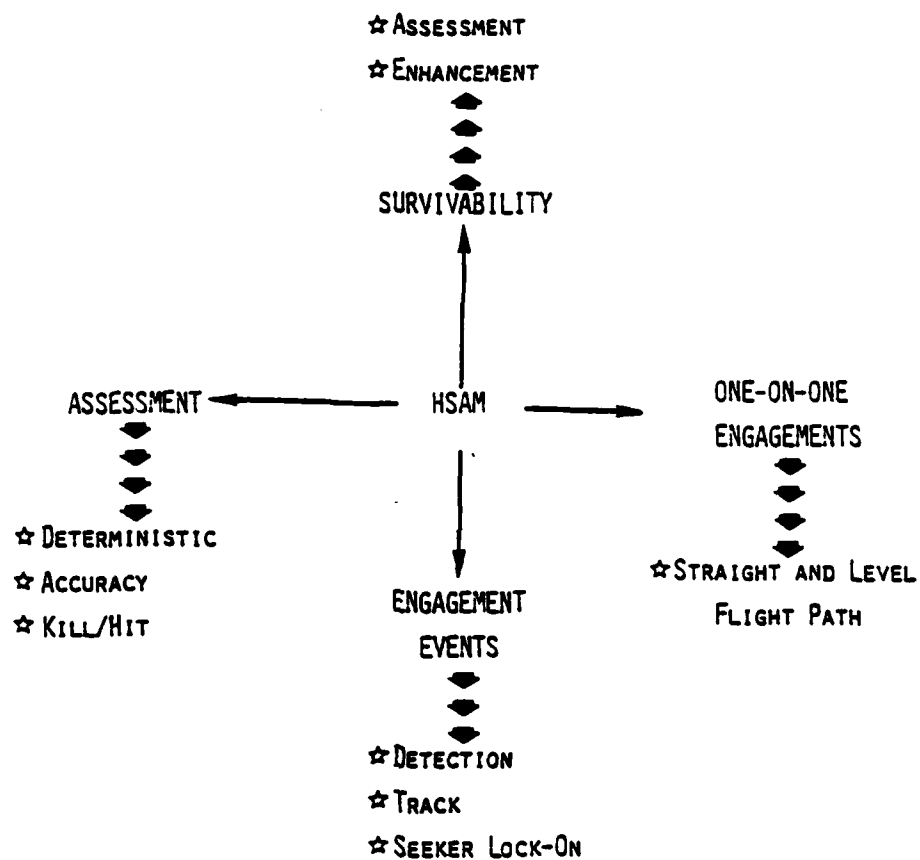 ☆ ASSESSMENT
☆ ENHANCEMENT
SURVIVABILITY
ASSESSMENT
HSAM
ONE-ON-ONE
ENGAGEMENTS
☆ DETERMINISTIC
☆ ACCURACY
☆ KILL/HIT
☆ STRAIGHT AND LEVEL
FLIGHT PATH
ENGAGEMENT
EVENTS
☆ DETECTION
☆ TRACK
☆ SEEKER LOCK-ON